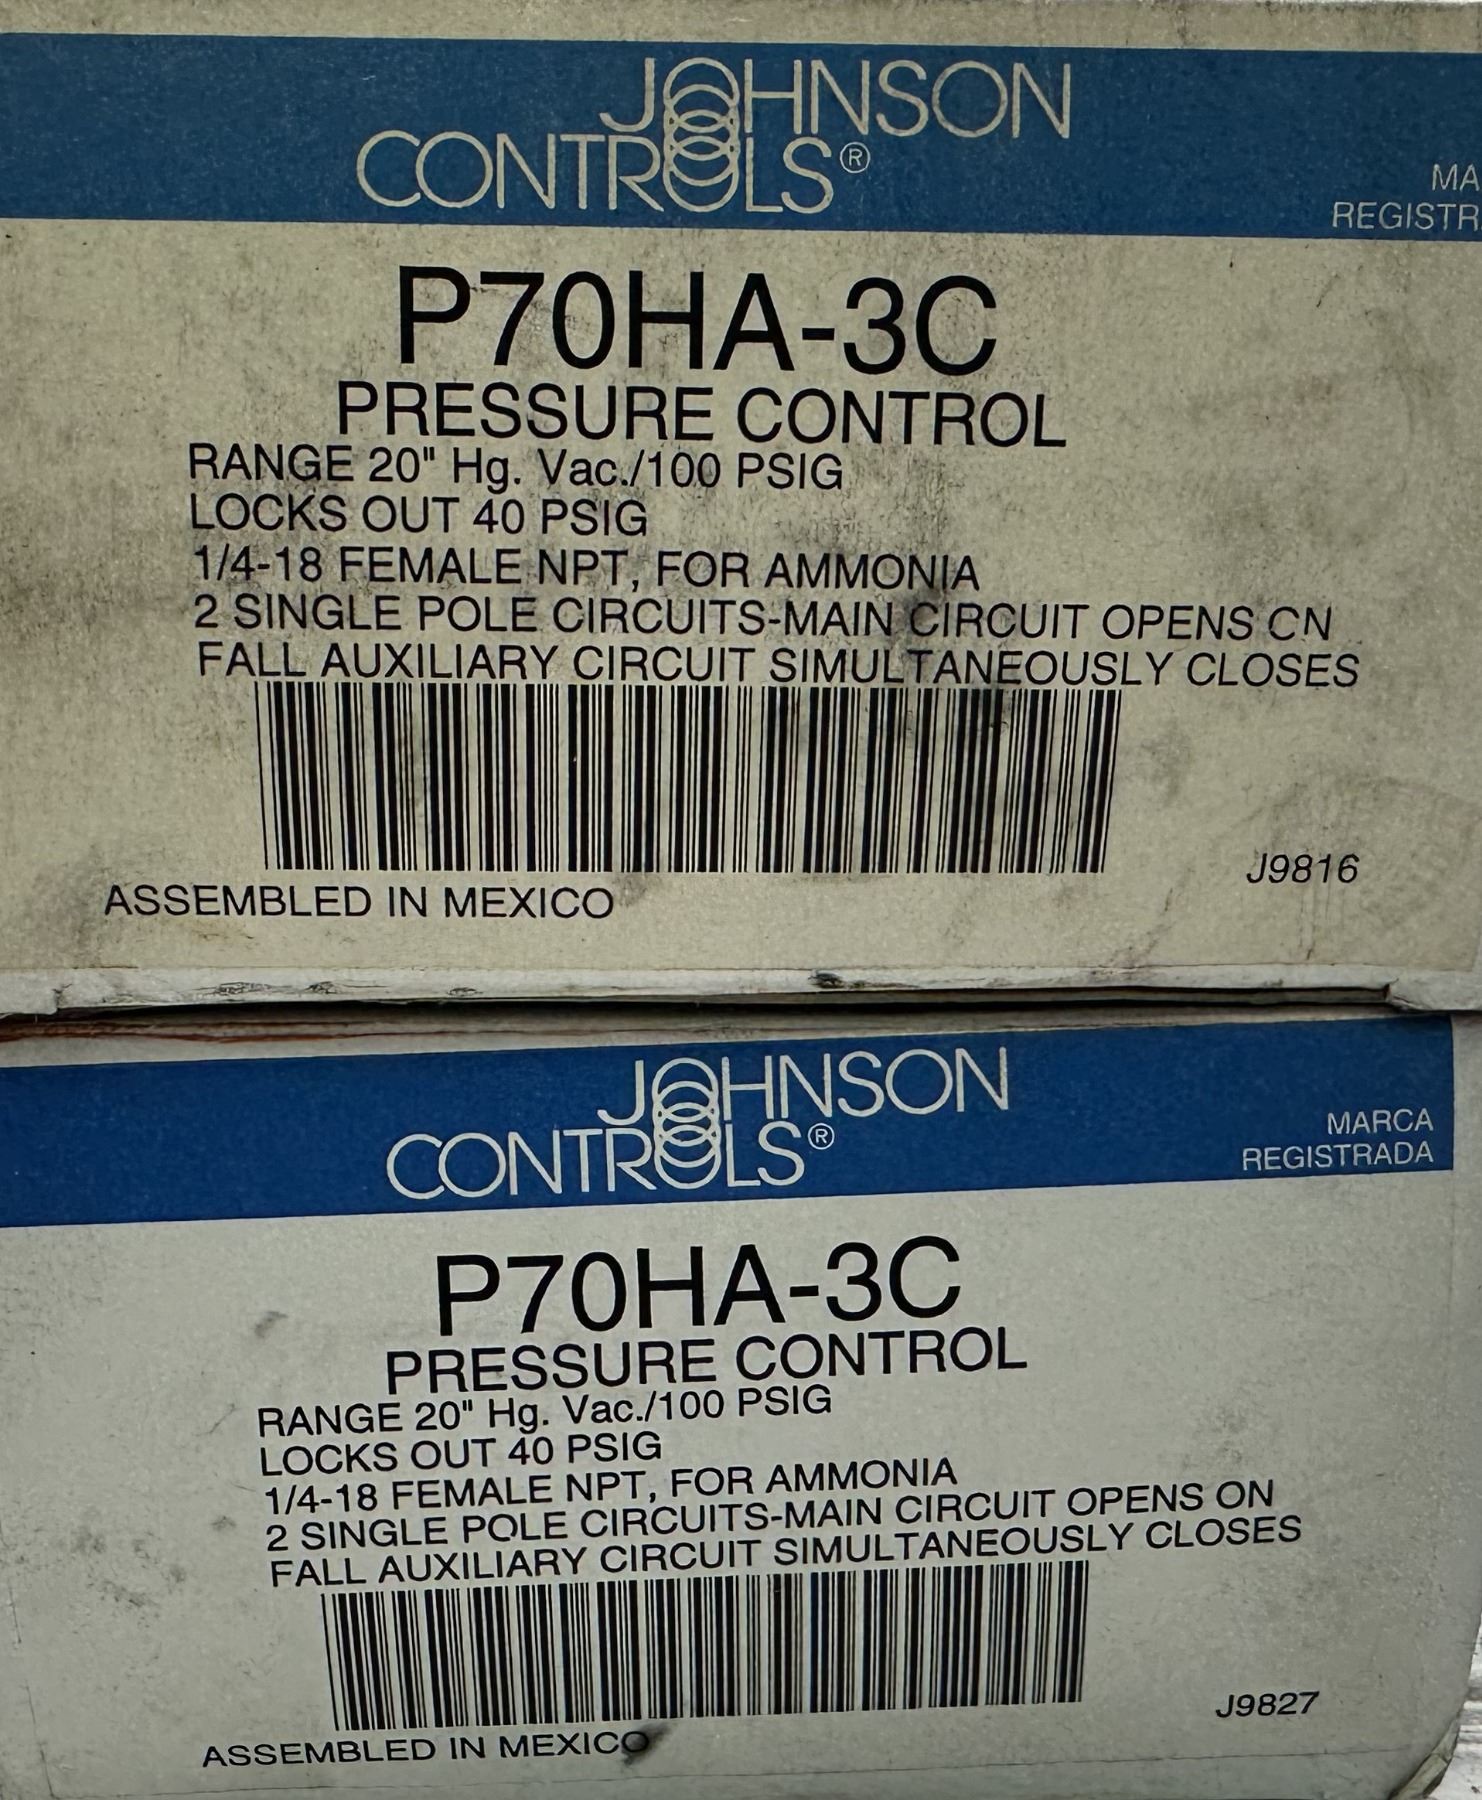 JOHNSON
CONTROLS®
MA
REGISTR
P70HA-3C
PRESSURE CONTROL
RANGE 20" Hg. Vac./100 PSIG
LOCKS OUT 40 PSIG
1/4-18 FEMALE NPT, FOR AMMONIA
2 SINGLE POLE CIRCUITS-MAIN CIRCUIT OPENS ON
FALL AUXILIARY CIRCUIT SIMULTANEOUSLY CLOSES
J9816
ASSEMBLED IN MEXICO
JOHNSON
CONTROLS®
MARCA
REGISTRADA
P70HA-3C
PRESSURE CONTROL
RANGE 20" Hg. Vac./100 PSIG
LOCKS OUT 40 PSIG
1/4-18 FEMALE NPT, FOR AMMONIA
2 SINGLE POLE CIRCUITS-MAIN CIRCUIT OPENS ON
FALL AUXILIARY CIRCUIT SIMULTANEOUSLY CLOSES
J9827
ASSEMBLED IN MEXICO